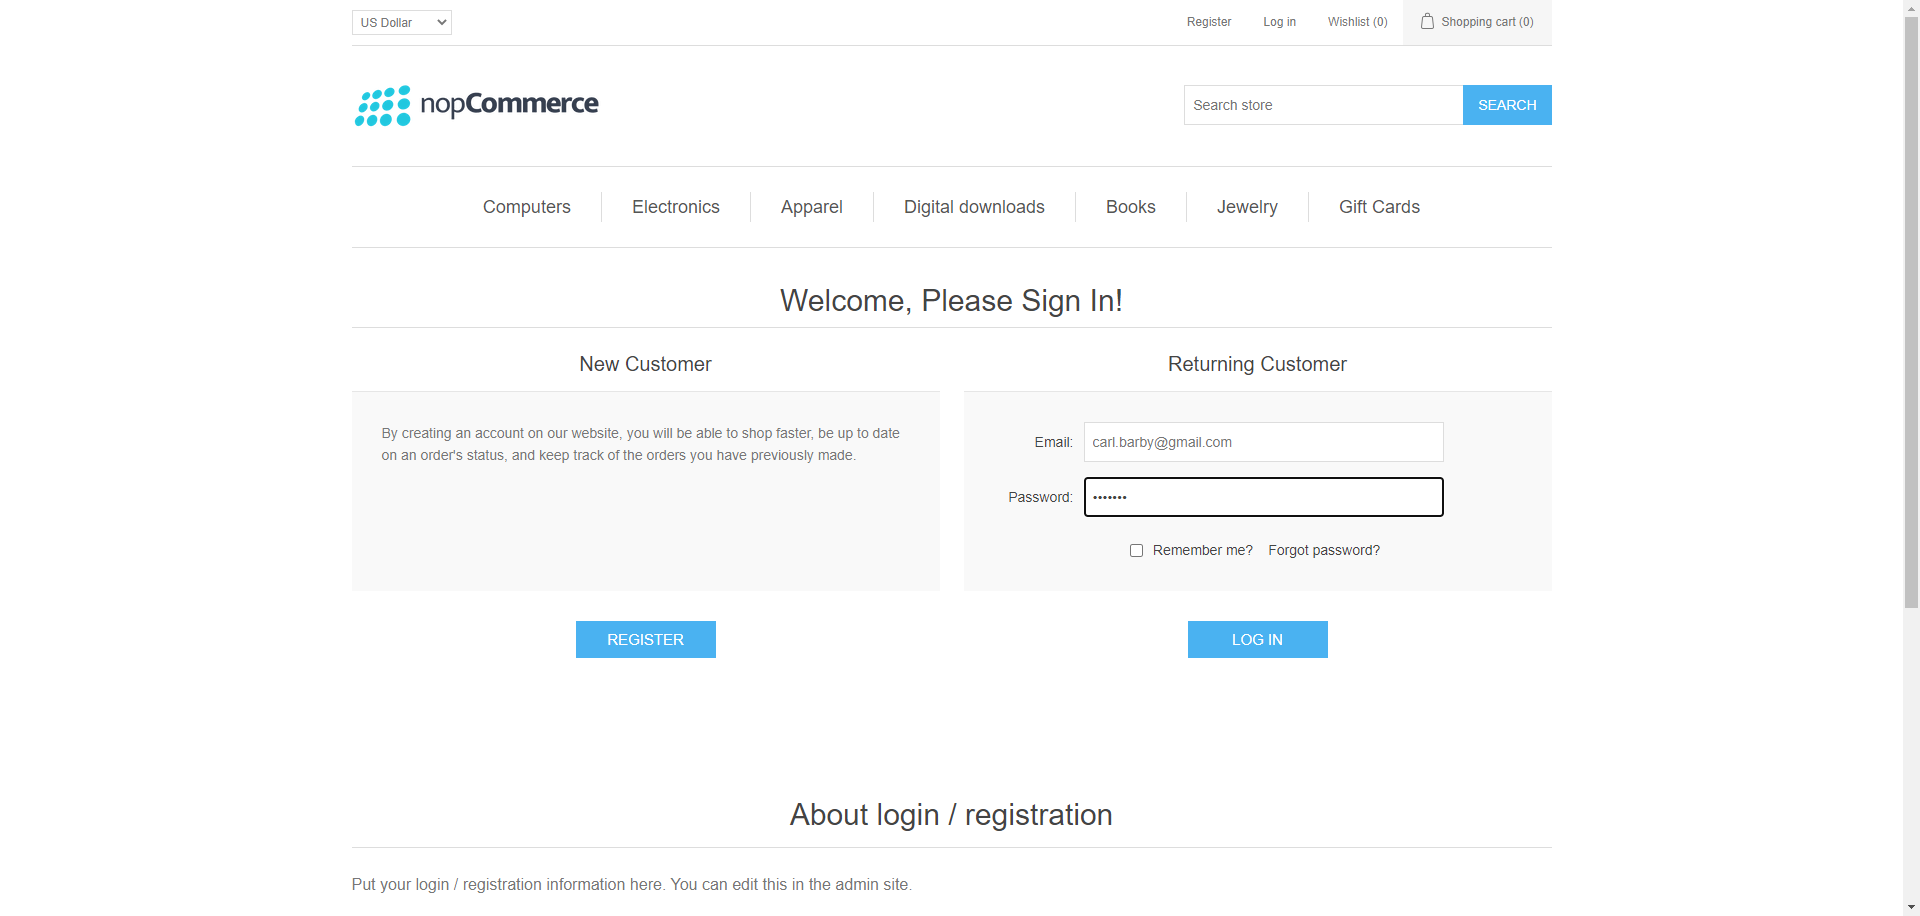 US Dollar
Register
Log in
Wishlist (0)
Shopping cart (0)
nopCommerce
Search store
SEARCH
Computers
Electronics
Apparel
Digital downloads
Books
Jewelry
Gift Cards
Welcome, Please Sign In!
New Customer
By creating an account on our website, you will be able to shop faster, be up to date
on an order's status, and keep track of the orders you have previously made.
REGISTER
Returning Customer
Email:
carl.barby@gmail.com
Password:
•••••••
Remember me?
Forgot password?
LOG IN
About login / registration
Put your login / registration information here. You can edit this in the admin site.